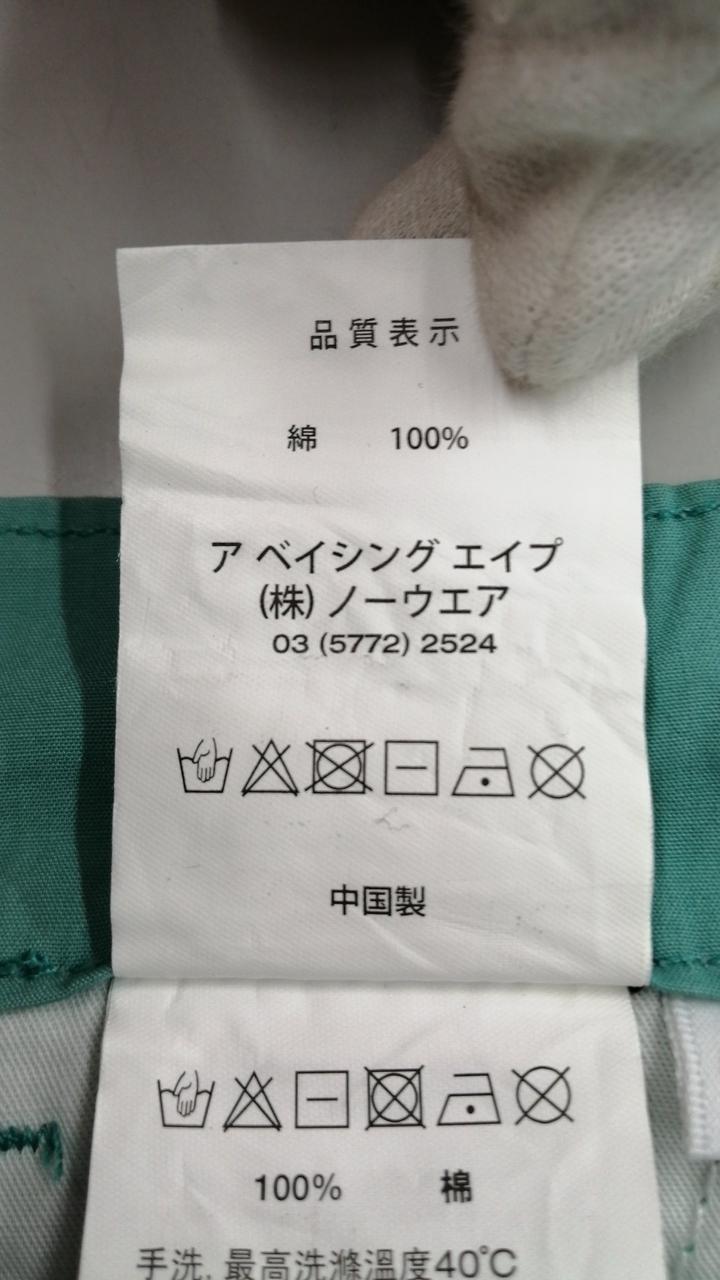 品質表示
綿 100%
ア ベイシング エイプ
(株) ノーウエア
03 (5772) 2524
中国製
100% 棉
手洗, 最高洗滌溫度40℃